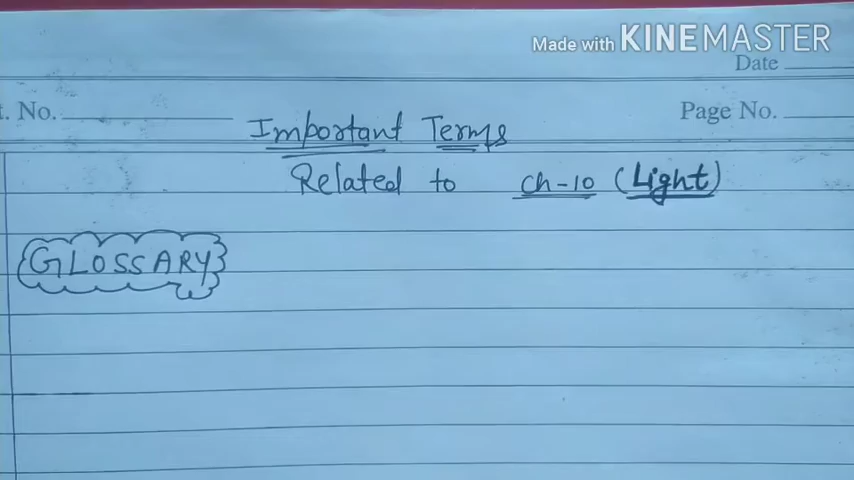 Made with KINEMASTER
Date
t. No.
Page No.
Important Terms
Related to Ch-10 (Light)
GLOSSARY